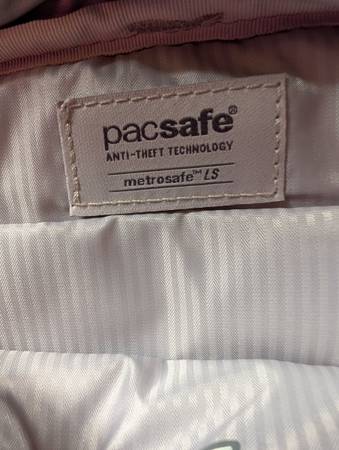 pacsafe®
ANTI-THEFT TECHNOLOGY
metrosafe™ LS